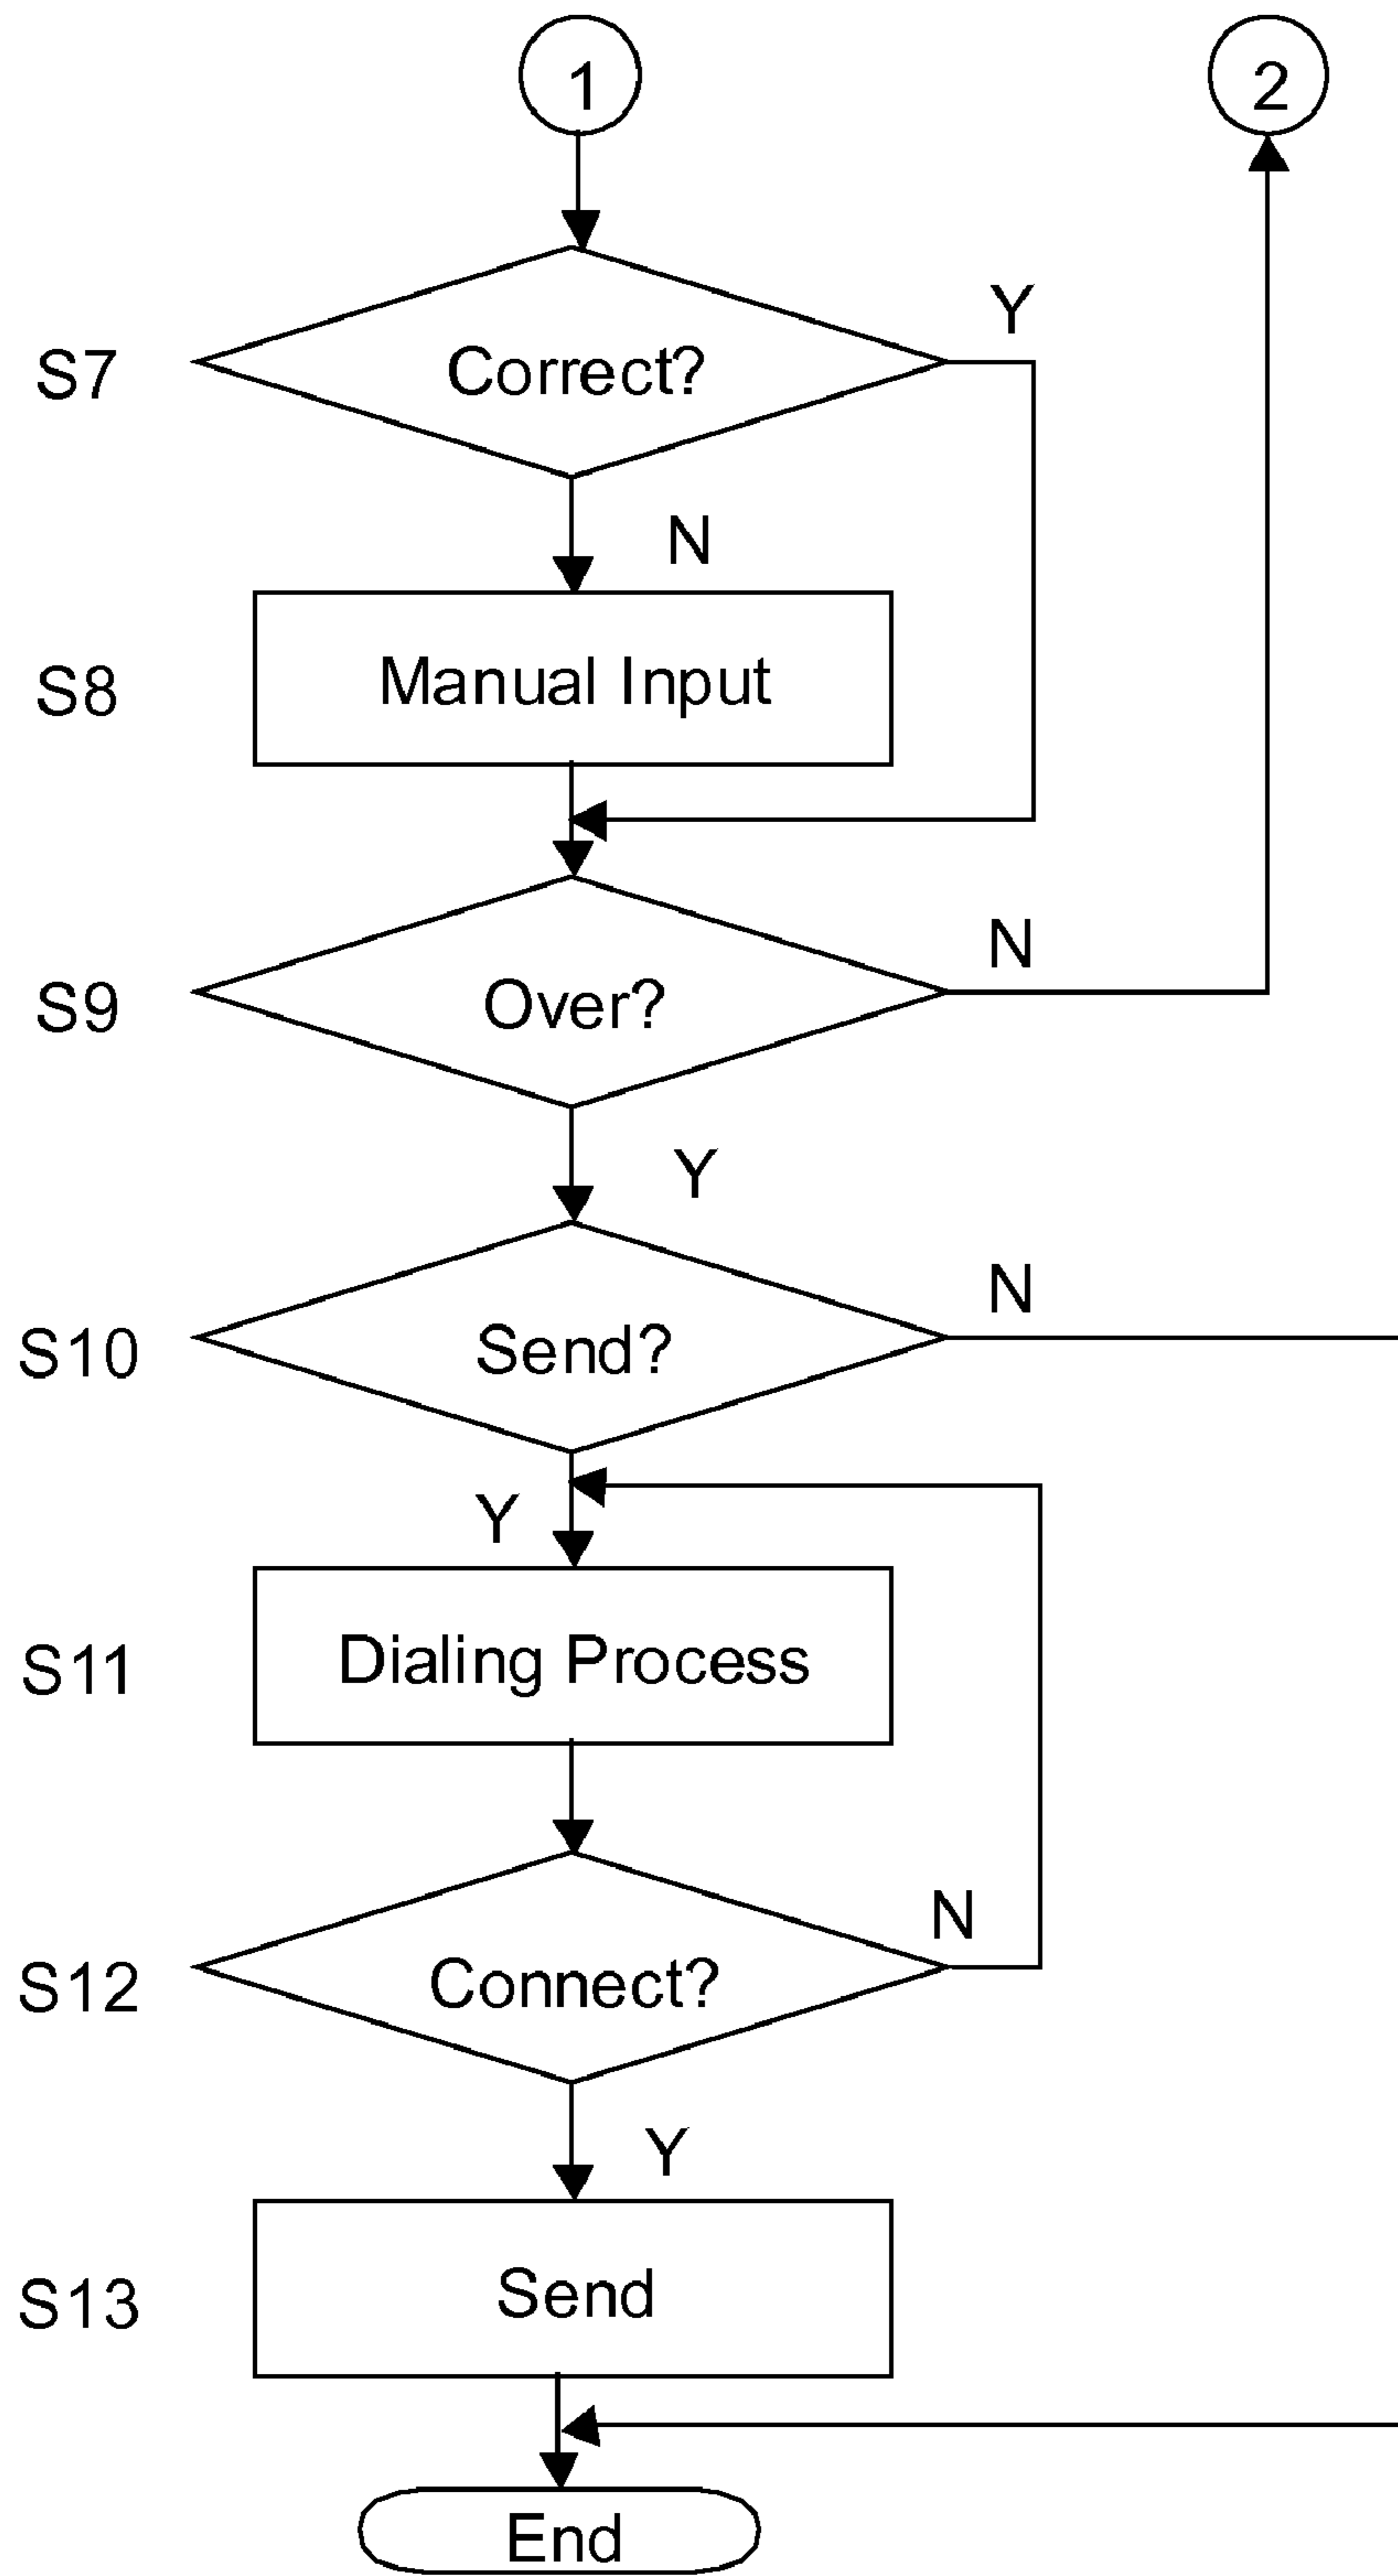 1
2
Y
S7
Correct?
N
S8
Manual Input
N
S9
Over?
Y
N
S10
Send?
Y
S11
Dialing Process
N
S12
Connect?
Y
S13
Send
End